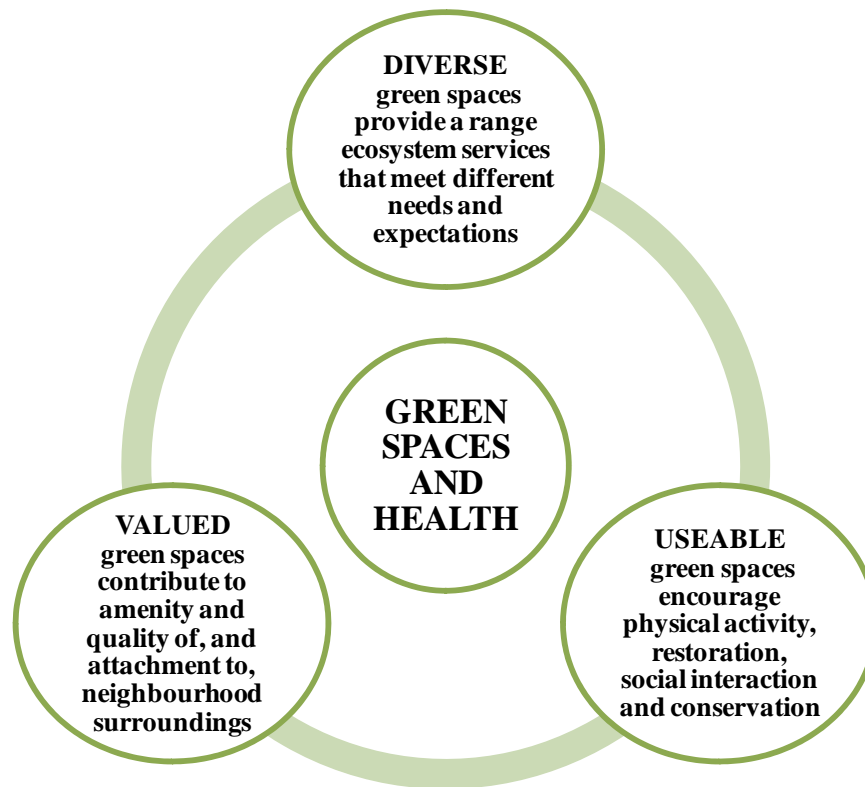 DIVERSE
green spaces
provide a range
ecosystem services
that meet different
needs and
expectations
GREEN
SPACES
AND
HEALTH
VALUED
green spaces
contribute to
amenity and
quality of, and
attachment to,
neighbourhood
surroundings
USEABLE
green spaces
encourage
physical activity,
restoration,
social interaction
and conservation